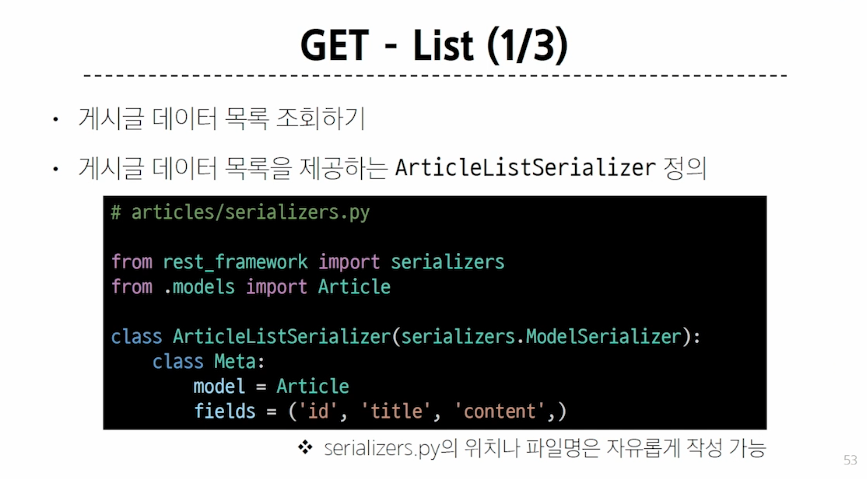 GET - List (1/3)
• 게시글 데이터 목록 조회하기
• 게시글 데이터 목록을 제공하는 ArticleListSerializer 정의
# articles/serializers.py
from rest_framework import serializers
from .models import Article
class ArticleListSerializer(serializers.ModelSerializer):
    class Meta:
        model = Article
        fields = ('id', 'title', 'content',)
❖ serializers.py의 위치나 파일명은 자유롭게 작성 가능
53